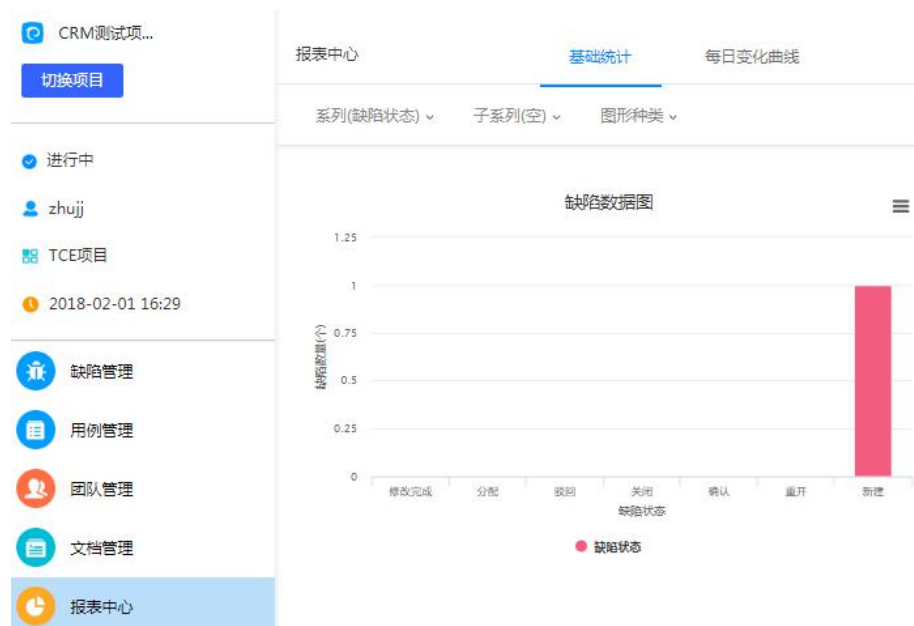 CRM测试项...
切换项目
进行中
zhujj
TCE项目
2018-02-01 16:29
缺陷管理
用例管理
团队管理
文档管理
报表中心
报表中心 基础统计 每日变化曲线
系列(缺陷状态) 子系列(空) 图形种类
缺陷数据图
1.25
1
0.75
0.5
0.25
0
缺陷数量(个)
修改完成 分配 驳回 关闭 确认 重开 新建
缺陷状态
缺陷状态